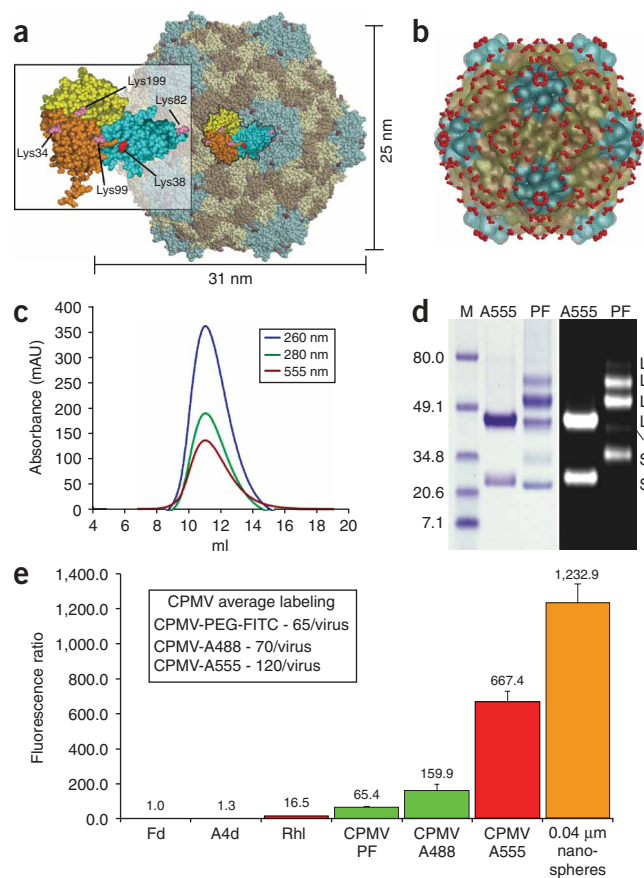 a
Lys199
Lys82
Lys34
Lys99
Lys38
25 nm
31 nm
b
c
Absorbance (mAU)
400
350
300
250
200
150
100
50
0
260 nm
280 nm
555 nm
4 6 8 10 12 14 16 18 20
ml
d
M A555 PF A555 PF
80.0
49.1
34.8
20.6
7.1
L
L
L
L
S
S
e
Fluorescence ratio
1,400.0
1,200.0
1,000.0
800.0
600.0
400.0
200.0
0.0
CPMV average labeling
CPMV-PEG-FITC - 65/virus
CPMV-A488 - 70/virus
CPMV-A555 - 120/virus
1.0
1.3
16.5
65.4
159.9
667.4
1,232.9
Fd
A4d
Rhl
CPMV
PF
CPMV
A488
CPMV
A555
0.04 µm
nano-
spheres